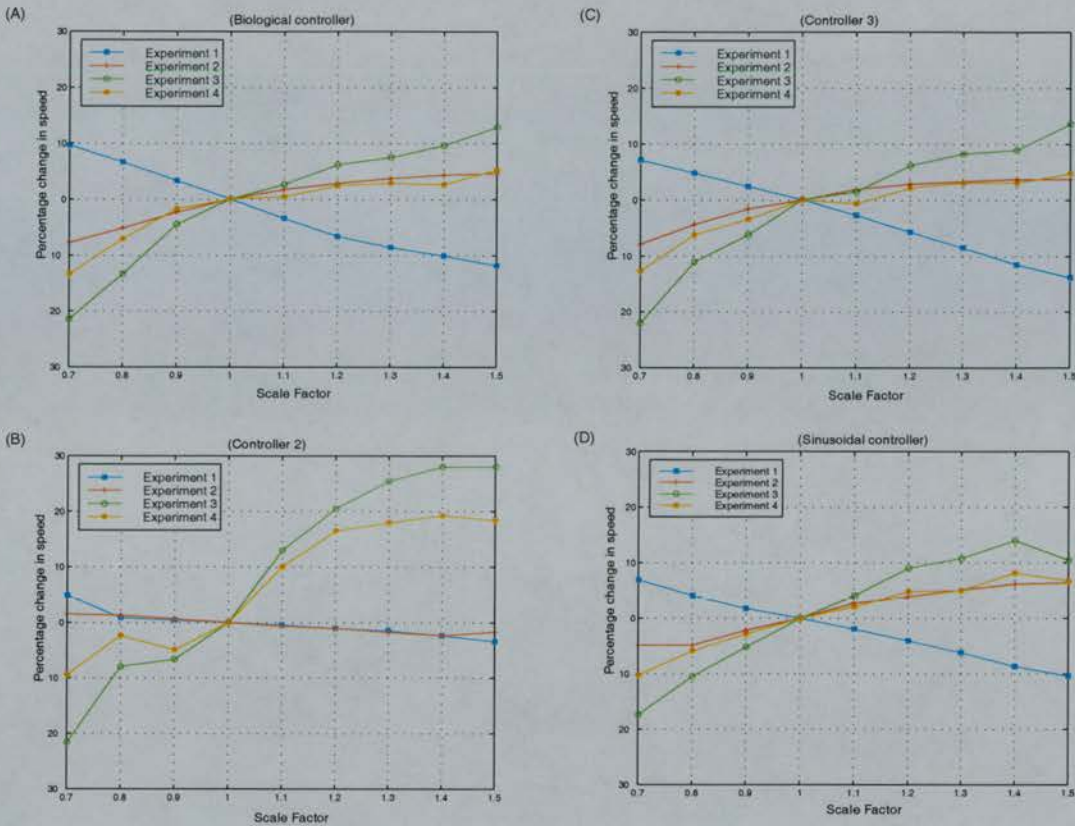 (A)
(Biological controller)
30
Experiment 1
Experiment 2
Experiment 3
Experiment 4
20
10
0
10
20
30
Percentage change in speed
0.7 0.8 0.9 1 1.1 1.2 1.3 1.4 1.5
Scale Factor
(C)
(Controller 3)
30
Experiment 1
Experiment 2
Experiment 3
Experiment 4
20
10
0
10
20
30
Percentage change in speed
0.7 0.8 0.9 1 1.1 1.2 1.3 1.4 1.5
Scale Factor
(B)
(Controller 2)
30
Experiment 1
Experiment 2
Experiment 3
Experiment 4
20
10
0
10
20
30
Percentage change in speed
0.7 0.8 0.9 1 1.1 1.2 1.3 1.4 1.5
Scale Factor
(D)
(Sinusoidal controller)
30
Experiment 1
Experiment 2
Experiment 3
Experiment 4
20
10
0
10
20
30
Percentage change in speed
0.7 0.8 0.9 1 1.1 1.2 1.3 1.4 1.5
Scale Factor